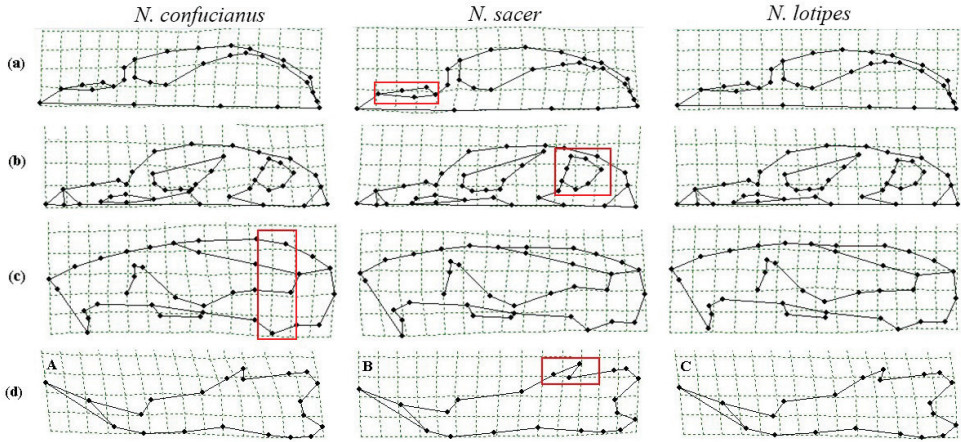 N. confucianus N. sacer N. lotipes
(a)
(b)
(c)
A B C
(d)